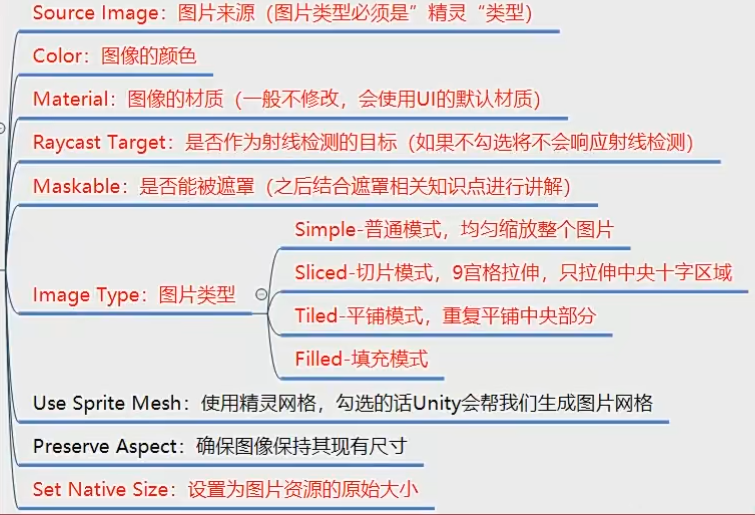 Source Image：图片来源（图片类型必须是”精灵“类型）
Color：图像的颜色
Material：图像的材质（一般不修改，会使用UI的默认材质）
Raycast Target：是否作为射线检测的目标（如果不勾选将不会响应射线检测）
Maskable：是否能被遮罩（之后结合遮罩相关知识点进行讲解）
Image Type：图片类型
Simple-普通模式，均匀缩放整个图片
Sliced-切片模式，9宫格拉伸，只拉伸中央十字区域
Tiled-平铺模式，重复平铺中央部分
Filled-填充模式
Use Sprite Mesh：使用精灵网格，勾选的话Unity会帮我们生成图片网格
Preserve Aspect：确保图像保持其现有尺寸
Set Native Size：设置为图片资源的原始大小